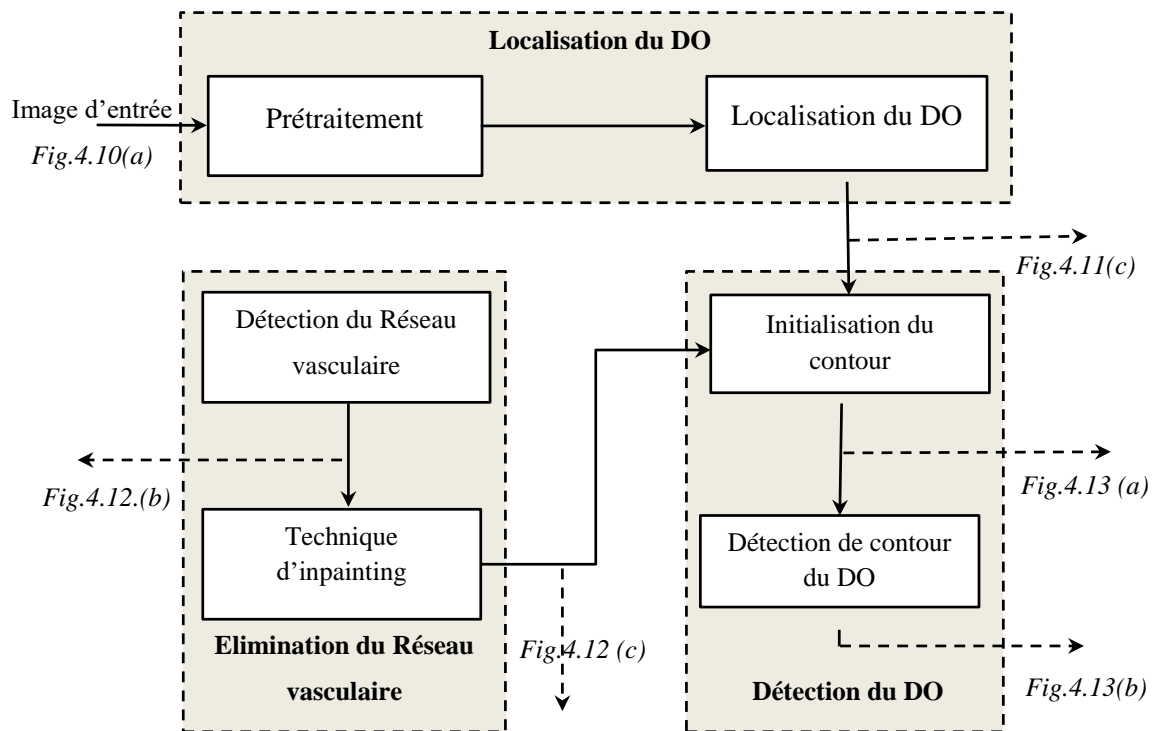 Localisation du DO
Image d'entrée
Prétraitement
Localisation du DO
Fig.4.10(a)
Fig.4.11(c)
Détection du Réseau
vasculaire
Initialisation du
contour
Fig.4.12.(b)
Fig.4.13 (a)
Technique
d'inpainting
Détection de contour
du DO
Elimination du Réseau
vasculaire
Fig.4.12 (c)
Détection du DO
Fig.4.13(b)